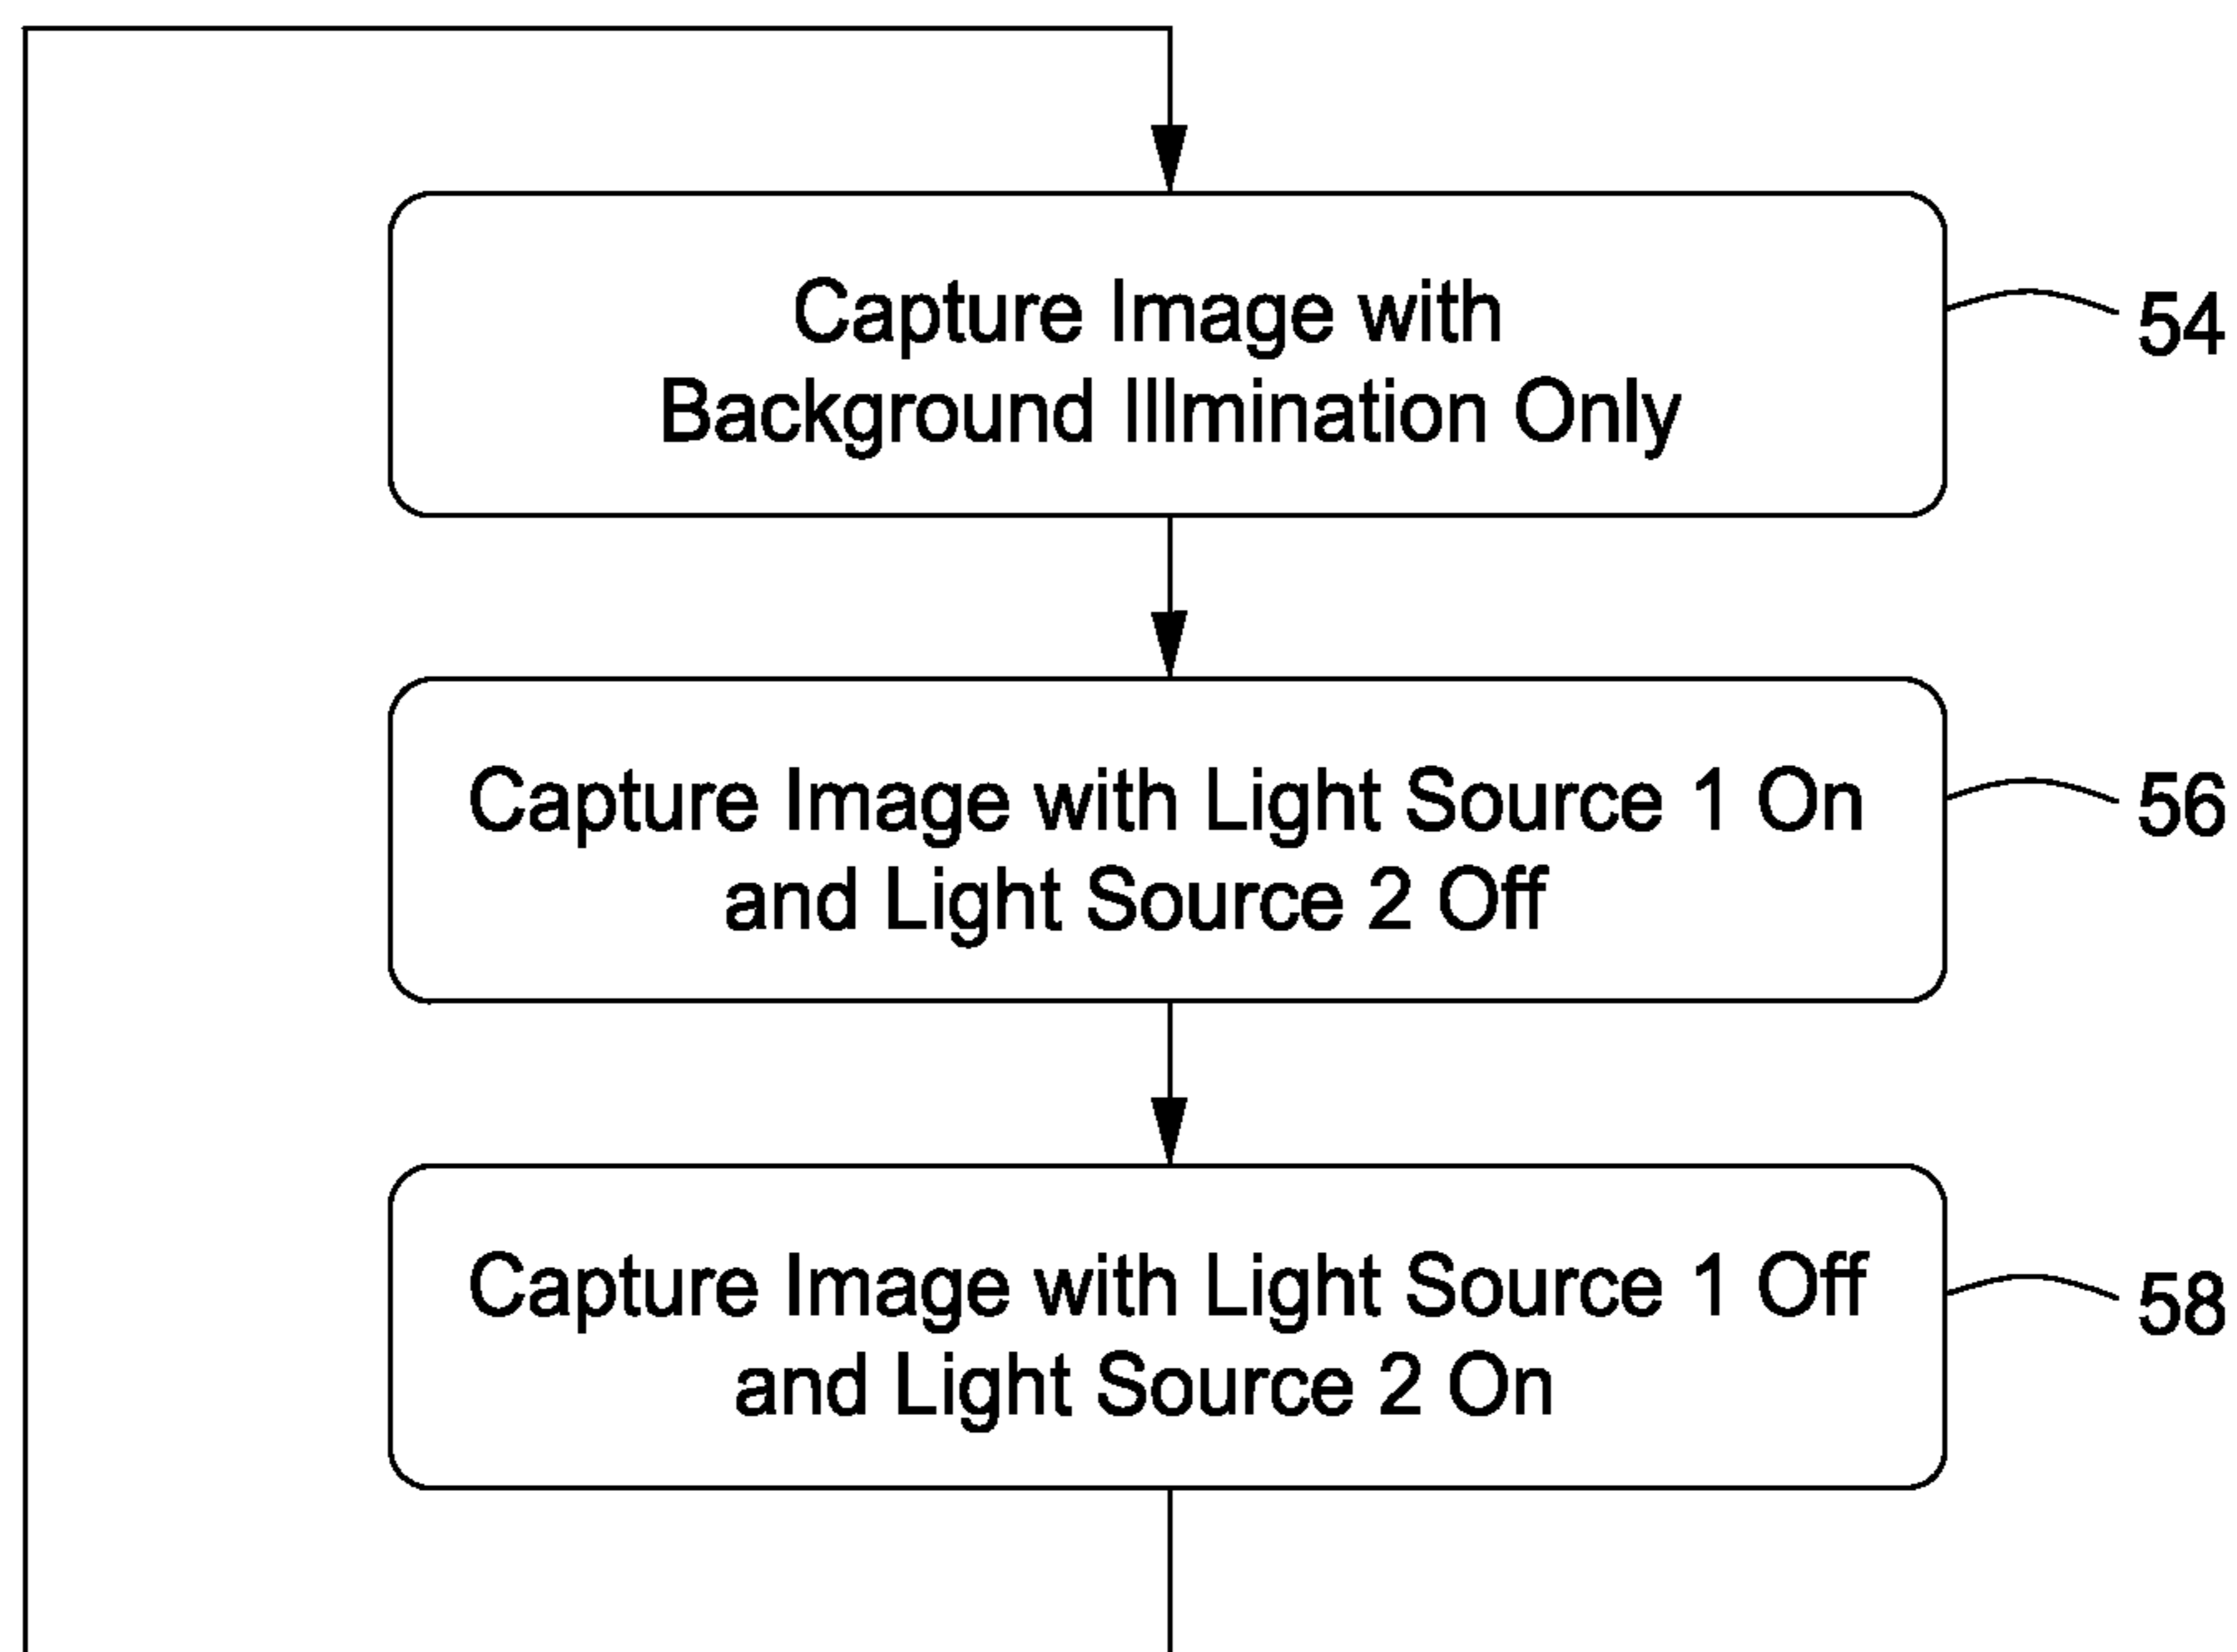 Capture Image with
Background Illmination Only
54
Capture Image with Light Source 1 On
and Light Source 2 Off
56
Capture Image with Light Source 1 Off
and Light Source 2 On
58